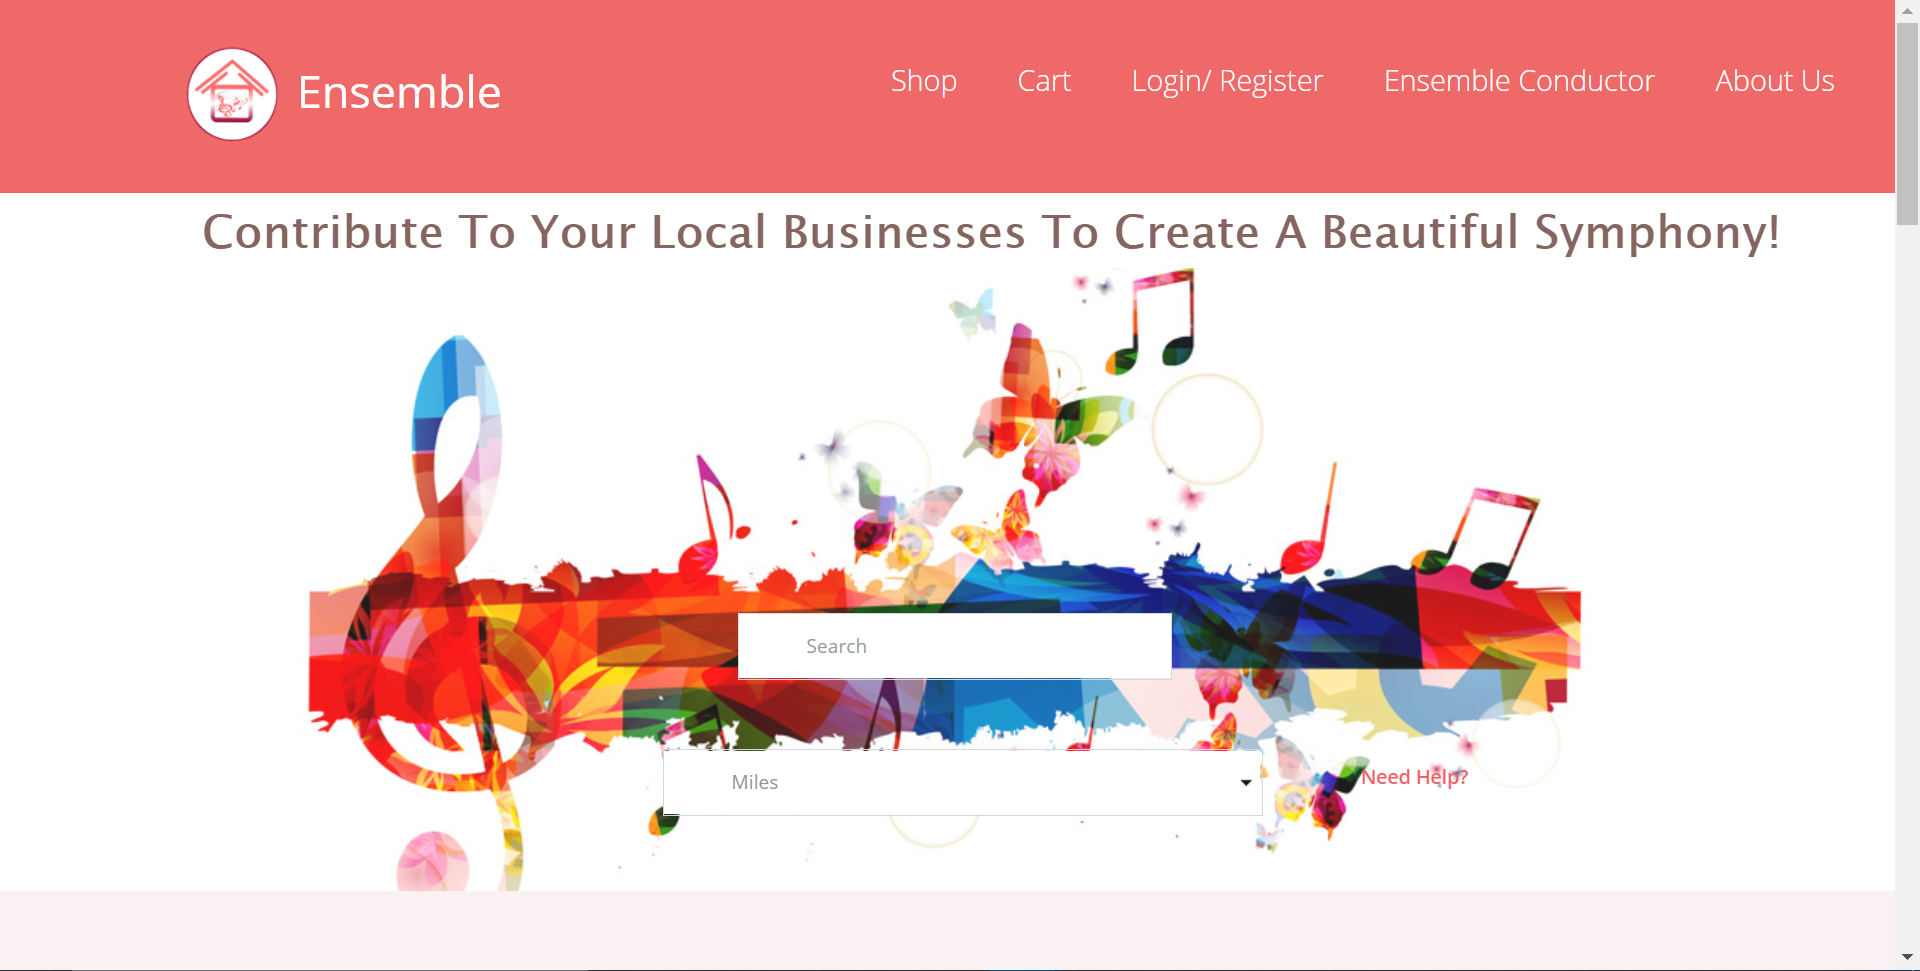 Ensemble
Shop
Cart
Login/ Register
Ensemble Conductor
About Us
Contribute To Your Local Businesses To Create A Beautiful Symphony!
Search
Miles
Need Help?